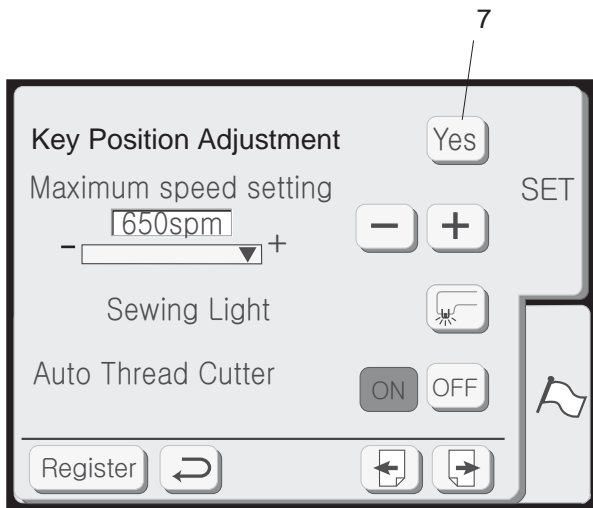 7
Key Position Adjustment Yes
Maximum speed setting SET
650spm
- + - +
Sewing Light
Auto Thread Cutter ON OFF
Register